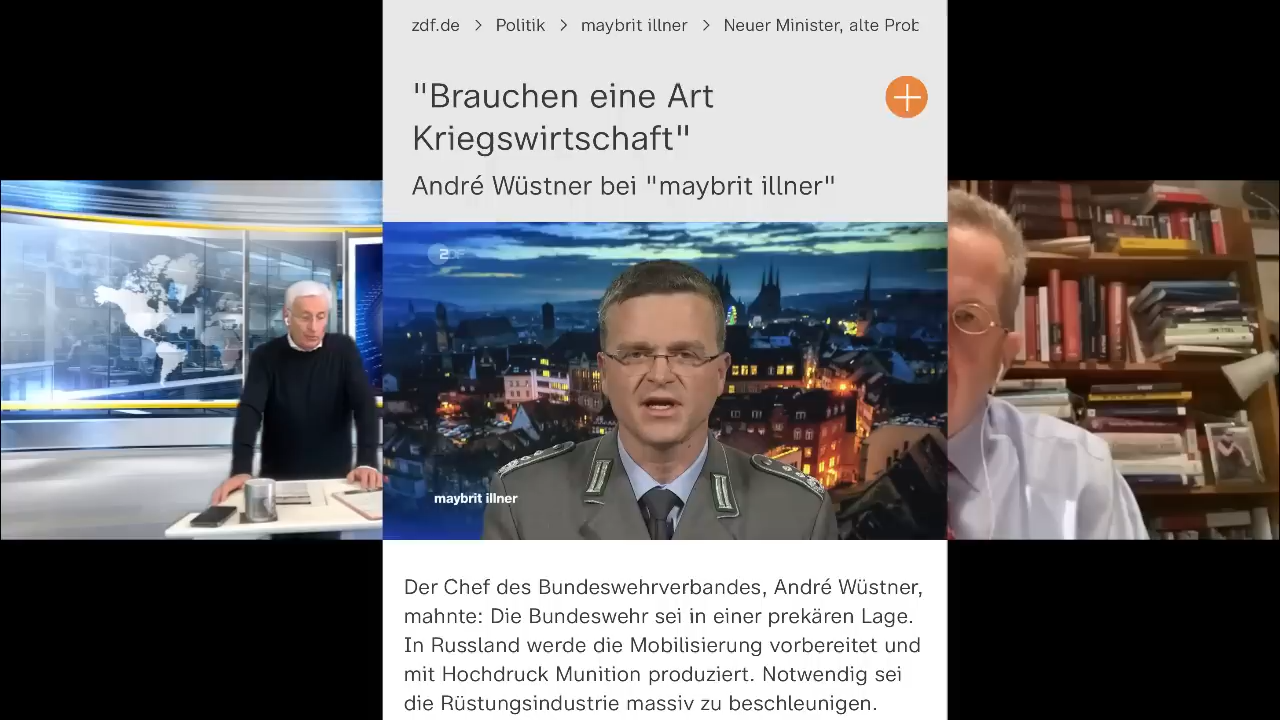 zdf.de > Politik > maybrit illner > Neuer Minister, alte Prob
"Brauchen eine Art
Kriegswirtschaft"
André Wüstner bei "maybrit illner"
2DF
maybrit illner
Der Chef des Bundeswehrverbandes, André Wüstner,
mahnte: Die Bundeswehr sei in einer prekären Lage.
In Russland werde die Mobilisierung vorbereitet und
mit Hochdruck Munition produziert. Notwendig sei
die Rüstungsindustrie massiv zu beschleunigen.